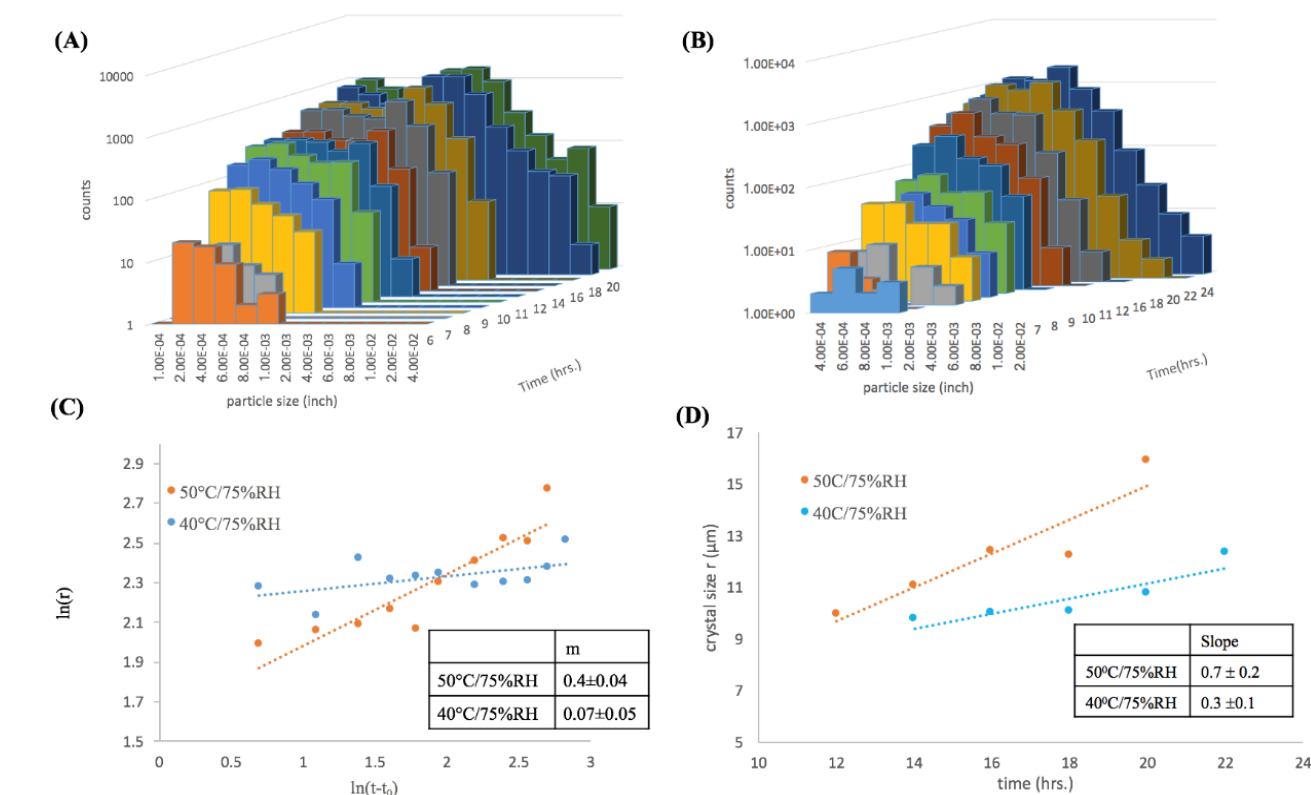 (A)
10000
1000
100
10
1
counts
1.00E-04
2.00E-04
4.00E-04
6.00E-04
8.00E-04
1.00E-03
2.00E-03
4.00E-03
6.00E-03
8.00E-03
1.00E-02
2.00E-02
4.00E-02
particle size (inch)
6 7 8 9 10 11 12 14 16 18 20
Time (hrs.)
(B)
1.00E+04
1.00E+03
1.00E+02
1.00E+01
1.00E+00
counts
4.00E-04
6.00E-04
8.00E-04
1.00E-03
2.00E-03
4.00E-03
6.00E-03
8.00E-03
1.00E-02
2.00E-02
particle size (inch)
7 8 9 10 11 12 14 16 18 20 22 24
Time(hrs.)
(C)
2.9
2.7
2.5
2.3
2.1
1.9
1.7
1.5
ln(r)
50°C/75%RH
40°C/75%RH
m
50°C/75%RH 0.4±0.04
40°C/75%RH 0.07±0.05
0 0.5 1 1.5 2 2.5 3
ln(t-t₀)
(D)
17
15
13
11
9
7
5
crystal size r (μm)
50C/75%RH
40C/75%RH
Slope
50⁰C/75%RH 0.7 ± 0.2
40⁰C/75%RH 0.3 ±0.1
10 12 14 16 18 20 22 24
time (hrs.)